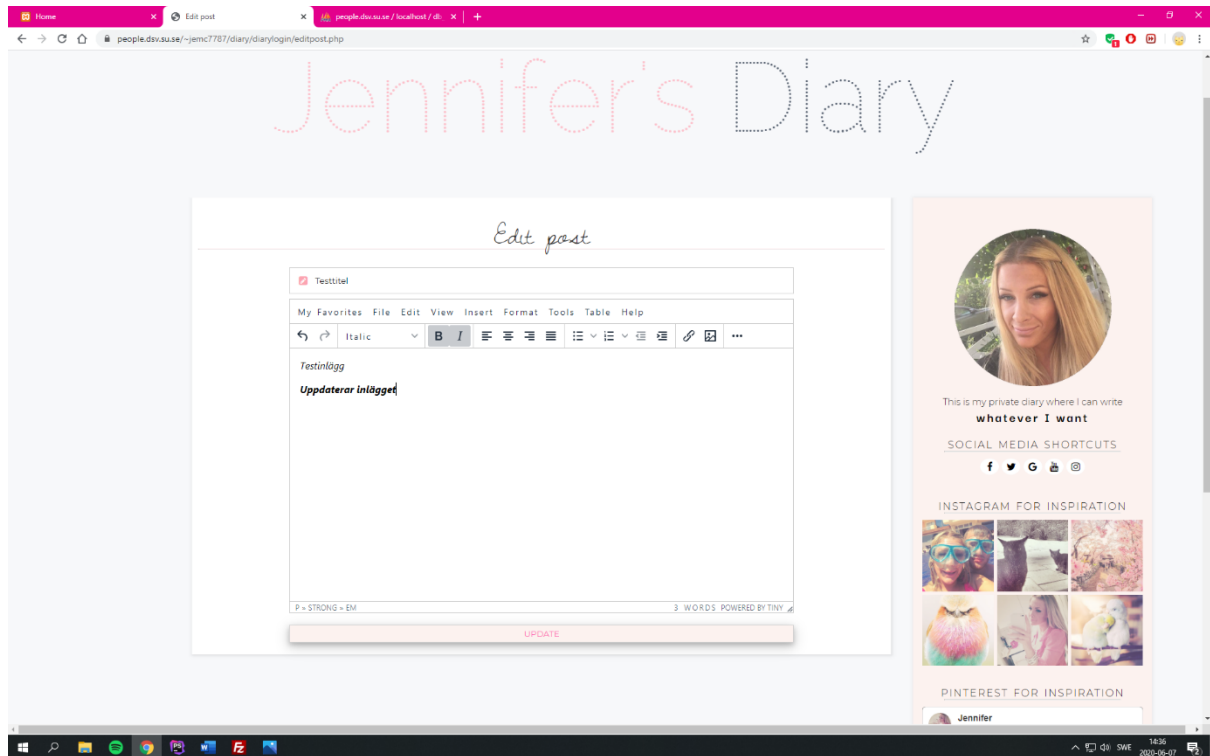 Home
Edit post
people.dsv.su.se / localhost / db
people.dsv.su.se/~jemc7787/diary/diarylogin/editpost.php
Jennifer's Diary
Edit post
Testtitel
My Favorites File Edit View Insert Format Tools Table Help
Italic B I
Testinlägg
Uppdaterar inlägget
P » STRONG » EM
3 WORDS POWERED BY TINY
UPDATE
This is my private diary where I can write
whatever I want
SOCIAL MEDIA SHORTCUTS
INSTAGRAM FOR INSPIRATION
PINTEREST FOR INSPIRATION
Jennifer
SWE
14:36
2020-06-07